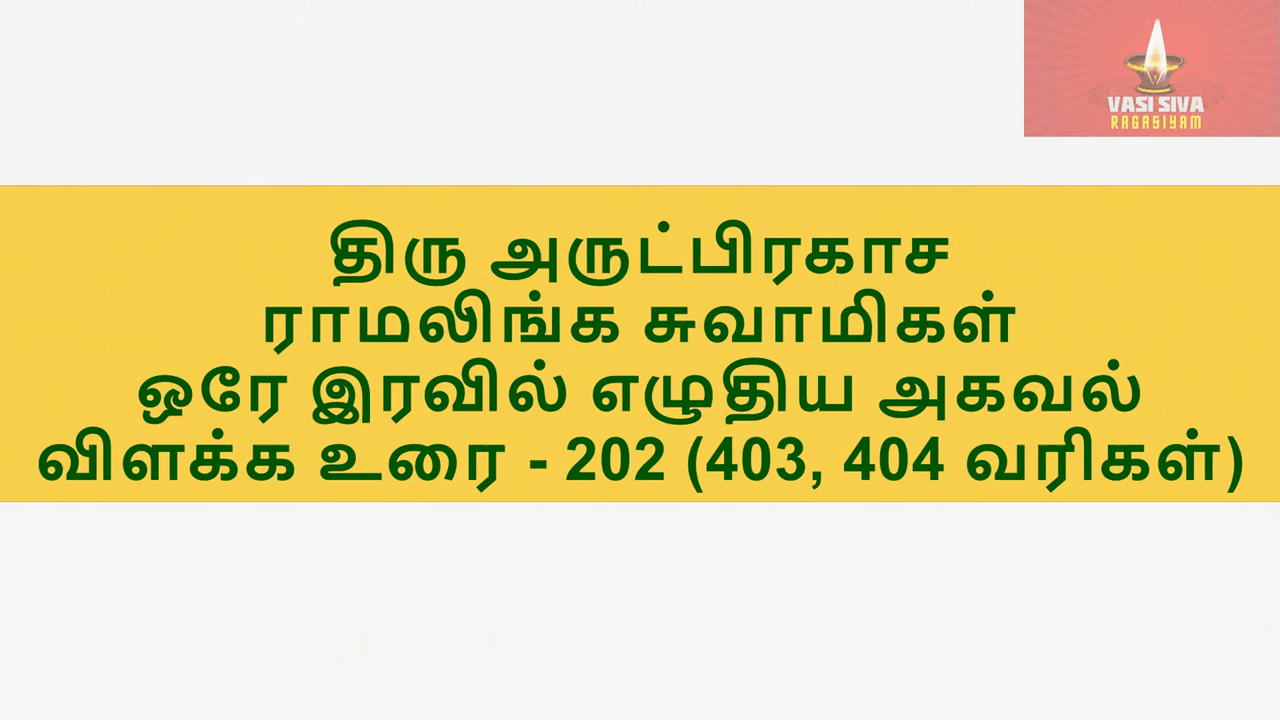 VASI SIVA
RAGASIYAM
திரு அருட்பிரகாச
ராமலிங்க சுவாமிகள்
ஒரே இரவில் எழுதிய அகவல்
விளக்க உரை - 202 (403, 404 வரிகள்)